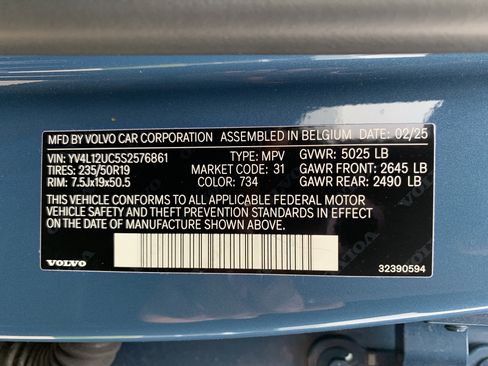 MFD BY VOLVO CAR CORPORATION ASSEMBLED IN BELGIUM DATE: 02/25
VIN: YV4L12UC5S2576861 TYPE: MPV GVWR: 5025 LB
TIRES: 235/50R19 MARKET CODE: 31 GAWR FRONT: 2645 LB
RIM: 7.5Jx19x50.5 COLOR: 734 GAWR REAR: 2490 LB
THIS VEHICLE CONFORMS TO ALL APPLICABLE FEDERAL MOTOR
VEHICLE SAFETY AND THEFT PREVENTION STANDARDS IN EFFECT
ON THE DATE OF MANUFACTURE SHOWN ABOVE.
VOLVO 32390594